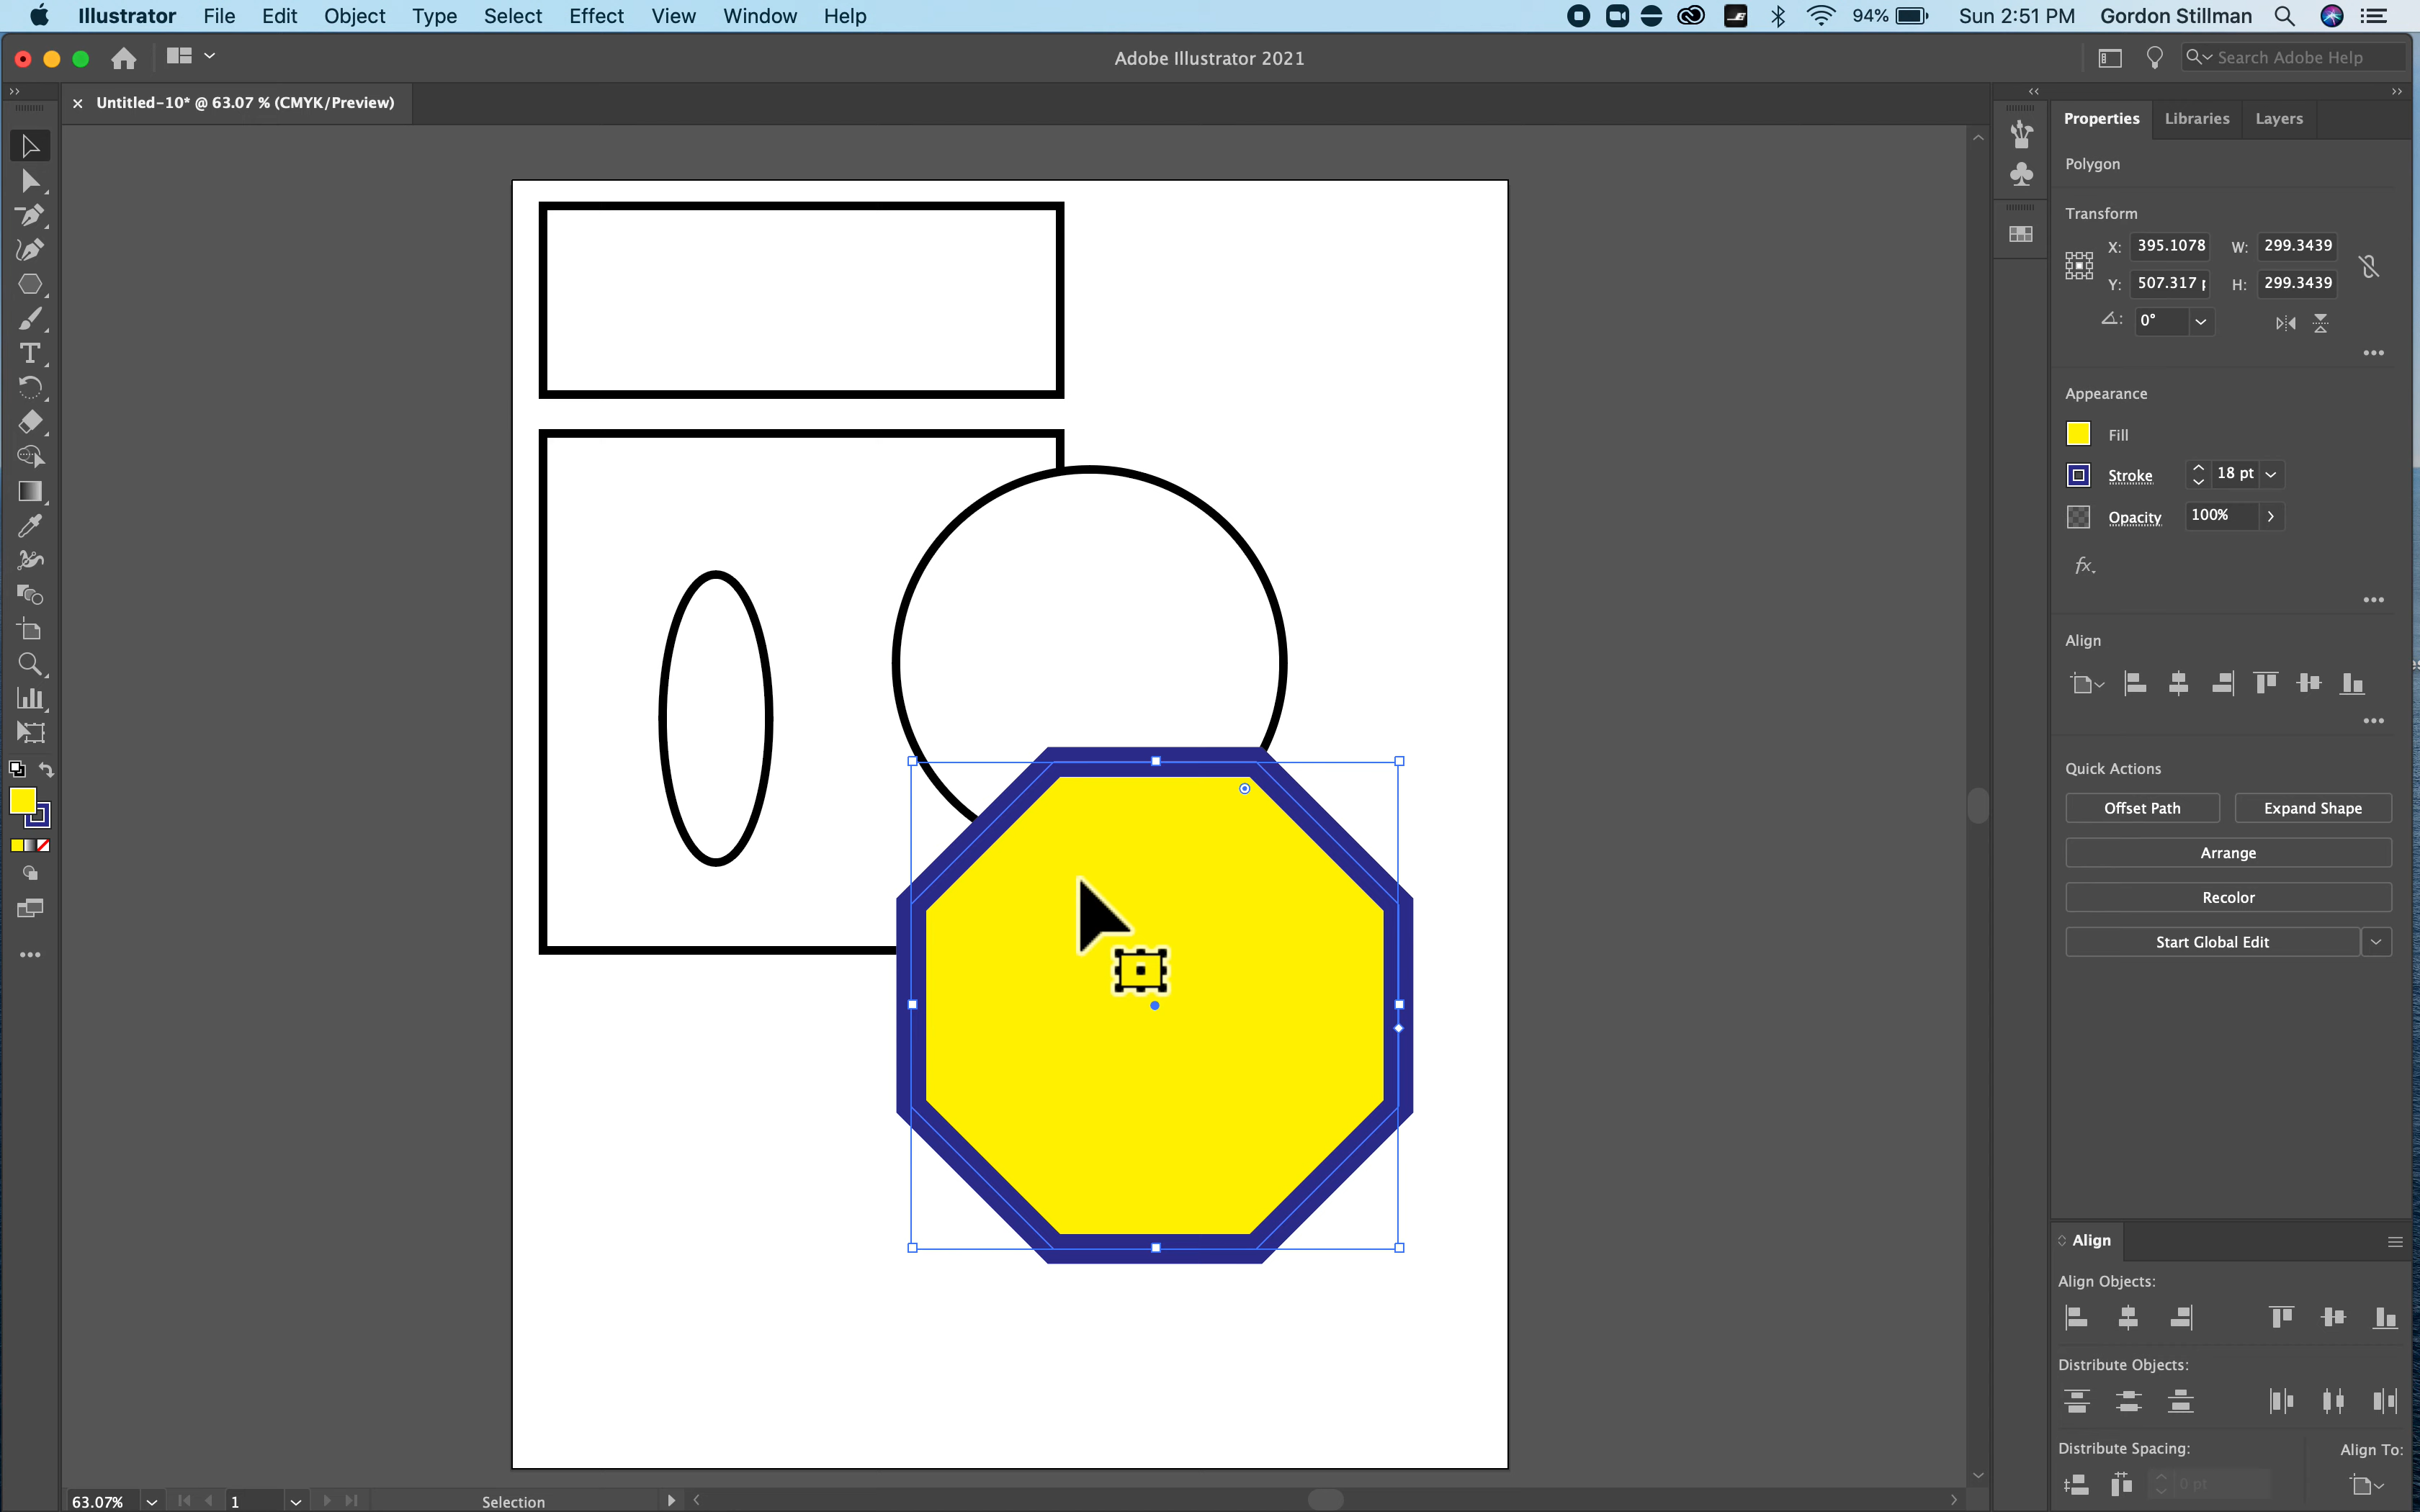 Illustrator File Edit Object Type Select Effect View Window Help 94% Sun 2:51 PM Gordon Stillman
Adobe Illustrator 2021
Search Adobe Help
Untitled-10* @ 63.07 % (CMYK/Preview)
Properties Libraries Layers
Polygon
Transform
X: 395.1078 W: 299.3439
Y: 507.317 H: 299.3439
0°
Appearance
Fill
Stroke 18 pt
Opacity 100%
fx
Align
Quick Actions
Offset Path Expand Shape
Arrange
Recolor
Start Global Edit
Align
Align Objects:
Distribute Objects:
Distribute Spacing: Align To:
0 pt
63.07% 1 Selection